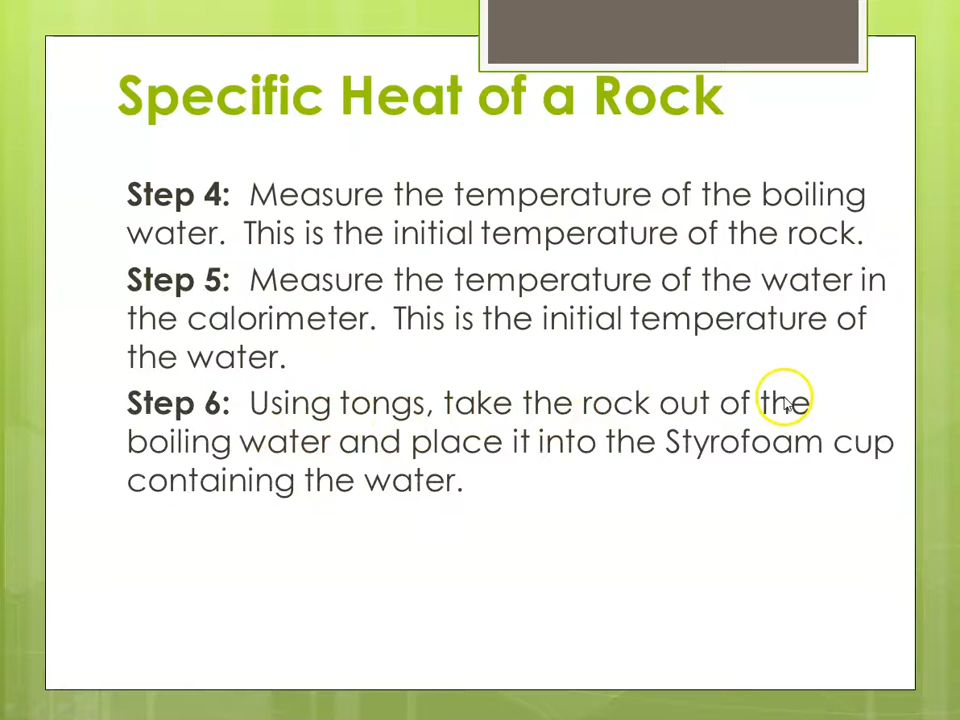 Specific Heat of a Rock
Step 4:  Measure the temperature of the boiling
water.  This is the initial temperature of the rock.
Step 5:  Measure the temperature of the water in
the calorimeter.  This is the initial temperature of
the water.
Step 6:  Using tongs, take the rock out of the
boiling water and place it into the Styrofoam cup
containing the water.